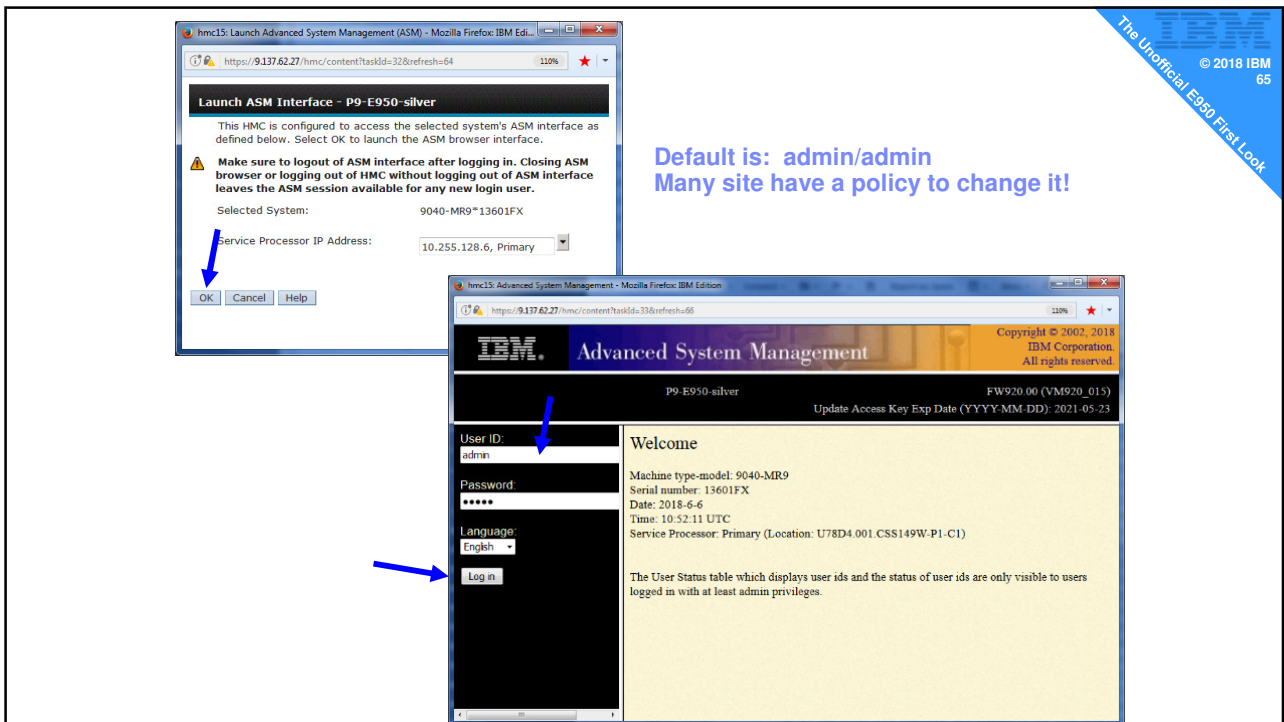 hmc15: Launch Advanced System Management (ASM) - Mozilla Firefox: IBM Edi...
https://9.137.62.27/hmc/content?taskId=32&refresh=64
110%
Launch ASM Interface - P9-E950-silver
This HMC is configured to access the selected system's ASM interface as
defined below. Select OK to launch the ASM browser interface.
Make sure to logout of ASM interface after logging in. Closing ASM
browser or logging out of HMC without logging out of ASM interface
leaves the ASM session available for any new login user.
Selected System: 9040-MR9*13601FX
Service Processor IP Address: 10.255.128.6, Primary
OK Cancel Help
Default is: admin/admin
Many site have a policy to change it!
IBM
© 2018 IBM
65
The Unofficial E950 First Look
hmc15: Advanced System Management - Mozilla Firefox: IBM Edition
https://9.137.62.27/hmc/content?taskId=33&refresh=66
110%
IBM. Advanced System Management
Copyright © 2002, 2018
IBM Corporation.
All rights reserved.
P9-E950-silver FW920.00 (VM920_015)
Update Access Key Exp Date (YYYY-MM-DD): 2021-05-23
User ID:
admin
Password:
•••••
Language:
English
Log in
Welcome
Machine type-model: 9040-MR9
Serial number: 13601FX
Date: 2018-6-6
Time: 10:52:11 UTC
Service Processor: Primary (Location: U78D4.001.CSS149W-P1-C1)
The User Status table which displays user ids and the status of user ids are only visible to users
logged in with at least admin privileges.